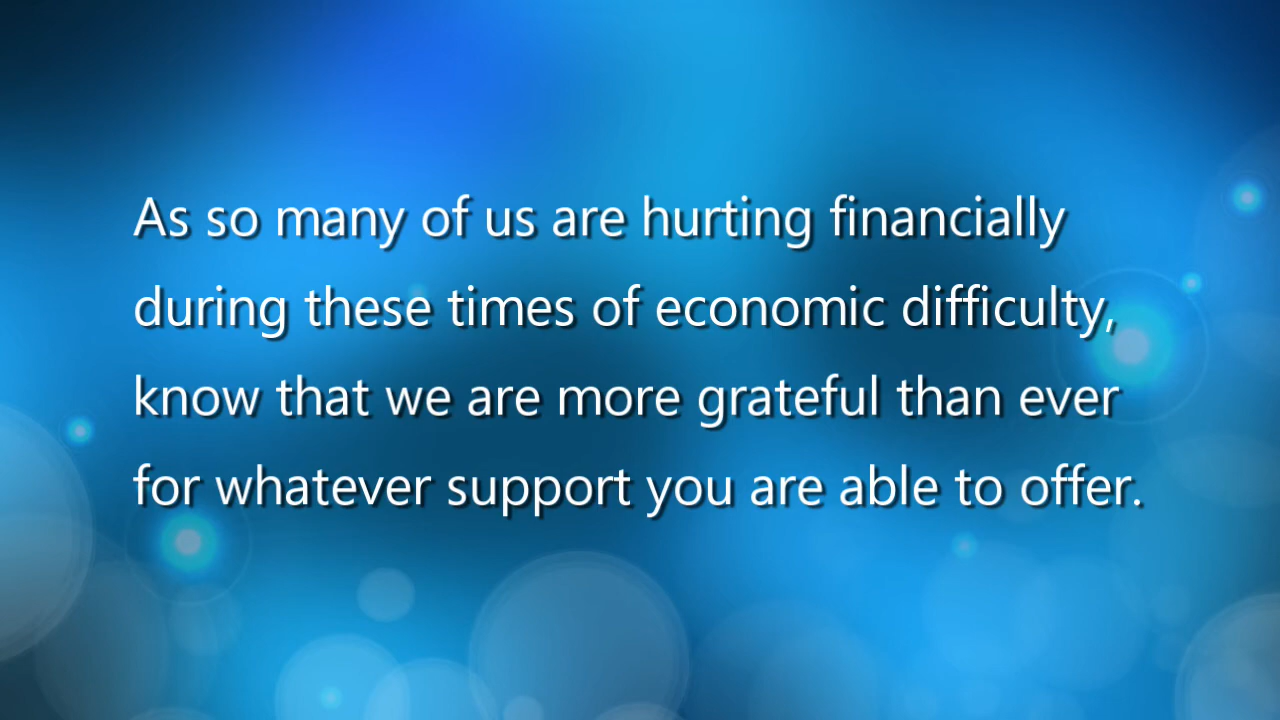 As so many of us are hurting financially
during these times of economic difficulty,
know that we are more grateful than ever
for whatever support you are able to offer.